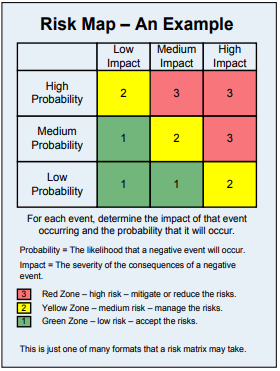 Risk Map – An Example
Low Impact Medium Impact High Impact
High Probability 2 3 3
Medium Probability 1 2 3
Low Probability 1 1 2
For each event, determine the impact of that event
occurring and the probability that it will occur.
Probability = The likelihood that a negative event will occur.
Impact = The severity of the consequences of a negative
event.
3 Red Zone – high risk – mitigate or reduce the risks.
2 Yellow Zone – medium risk – manage the risks.
1 Green Zone – low risk – accept the risks.
This is just one of many formats that a risk matrix may take.